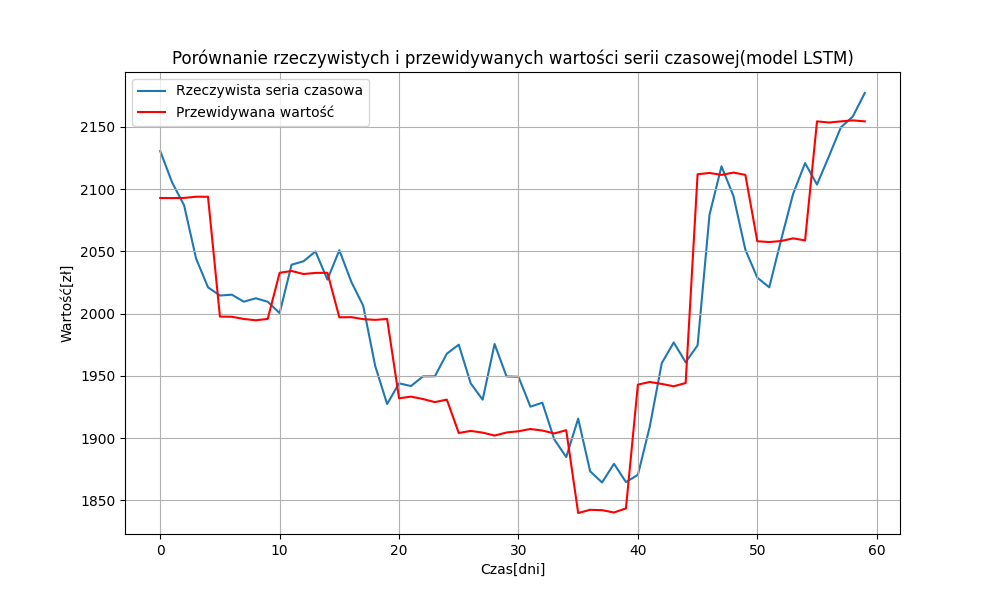 Porównanie rzeczywistych i przewidywanych wartości serii czasowej(model LSTM)
Rzeczywista seria czasowa
Przewidywana wartość
2150
2100
2050
2000
1950
1900
1850
Wartość[zł]
0 10 20 30 40 50 60
Czas[dni]